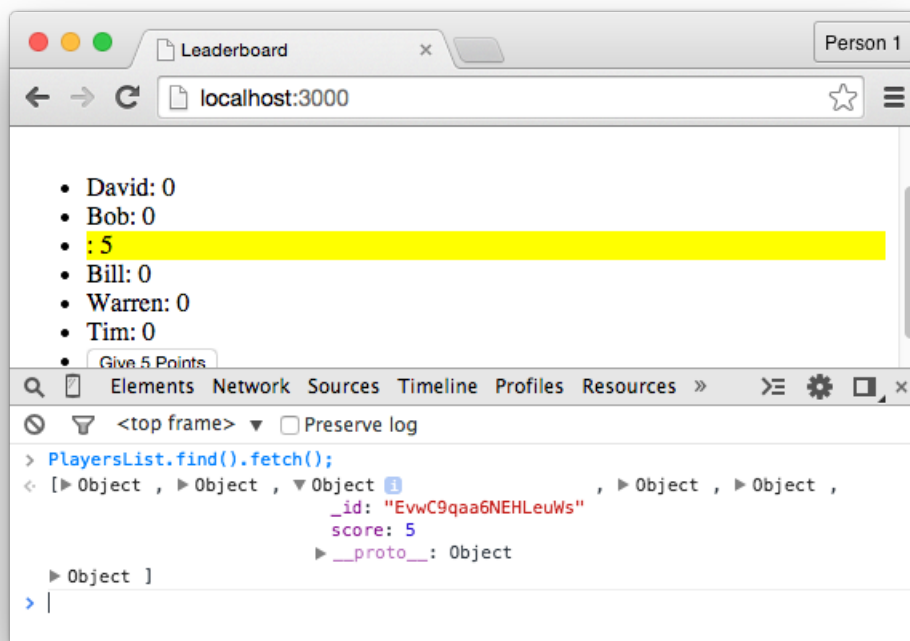 Leaderboard
Person 1
localhost:3000
David: 0
Bob: 0
: 5
Bill: 0
Warren: 0
Tim: 0
Give 5 Points
Elements Network Sources Timeline Profiles Resources »
<top frame> ▼ Preserve log
> PlayersList.find().fetch();
[▶ Object , ▶ Object , ▼ Object i , ▶ Object , ▶ Object ,
_id: "EvwC9qaa6NEHLeuWs"
score: 5
▶ __proto__: Object
▶ Object ]
>